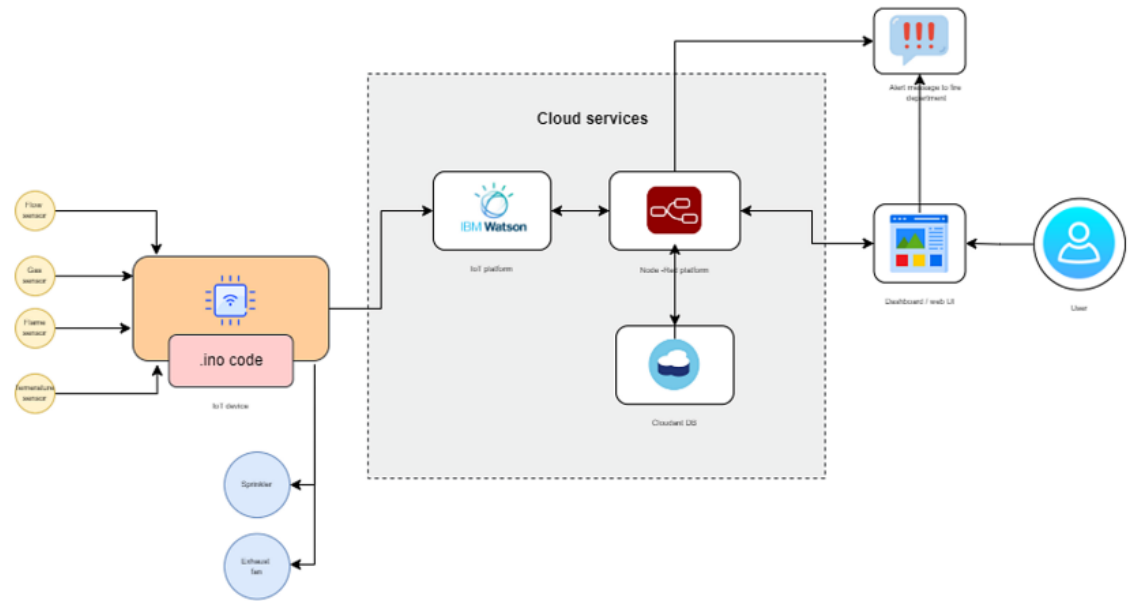 Alert message to fire
department
Cloud services
IBM Watson
IoT platform
Node -Red platform
Dashboard / web UI
User
Flow
sensor
Gas
sensor
Flame
sensor
Temerature
sensor
.ino code
IoT device
Cloudant DB
Sprinkler
Exhaust
fan